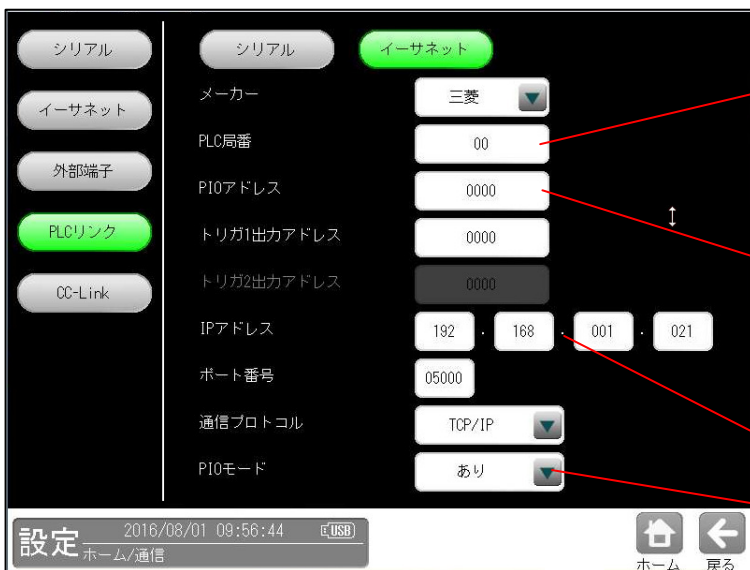 シリアル
イーサネット
外部端子
PLCリンク
CC-Link
シリアル イーサネット
メーカー 三菱
PLC局番 00
PIOアドレス 0000
トリガ1出力アドレス 0000
トリガ2出力アドレス 0000
IPアドレス 192 . 168 . 001 . 021
ポート番号 05000
通信プロトコル TCP/IP
PIOモード あり
設定 2016/08/01 09:56:44 E(USB)
ホーム/通信
ホーム 戻る